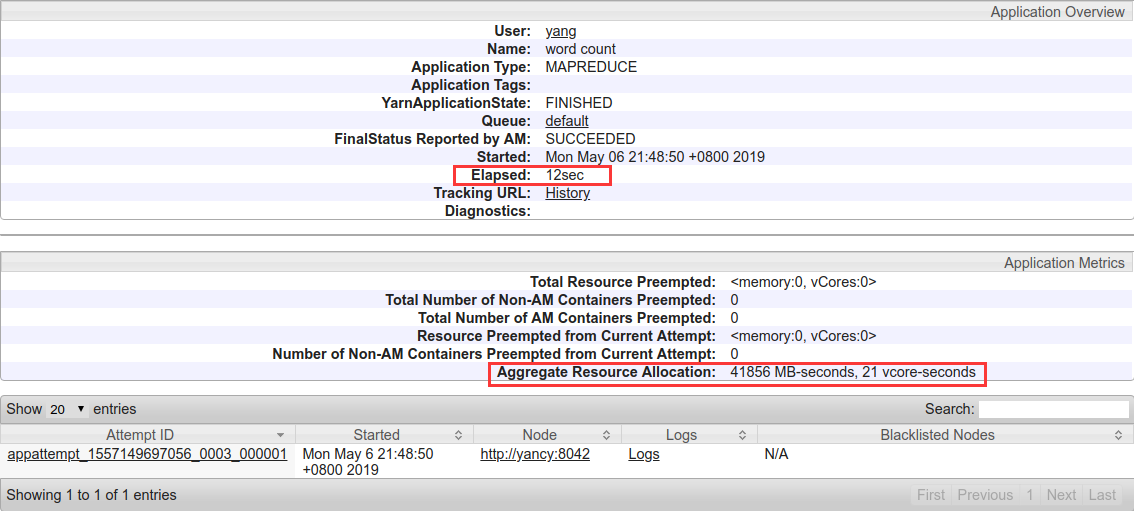 Application Overview
User: yang
Name: word count
Application Type: MAPREDUCE
Application Tags:
YarnApplicationState: FINISHED
Queue: default
FinalStatus Reported by AM: SUCCEEDED
Started: Mon May 06 21:48:50 +0800 2019
Elapsed: 12sec
Tracking URL: History
Diagnostics:
Application Metrics
Total Resource Preempted: <memory:0, vCores:0>
Total Number of Non-AM Containers Preempted: 0
Total Number of AM Containers Preempted: 0
Resource Preempted from Current Attempt: <memory:0, vCores:0>
Number of Non-AM Containers Preempted from Current Attempt: 0
Aggregate Resource Allocation: 41856 MB-seconds, 21 vcore-seconds
Show 20 entries Search:
Attempt ID Started Node Logs Blacklisted Nodes
appattempt_1557149697056_0003_000001 Mon May 6 21:48:50 http://yancy:8042 Logs N/A
+0800 2019
Showing 1 to 1 of 1 entries First Previous 1 Next Last